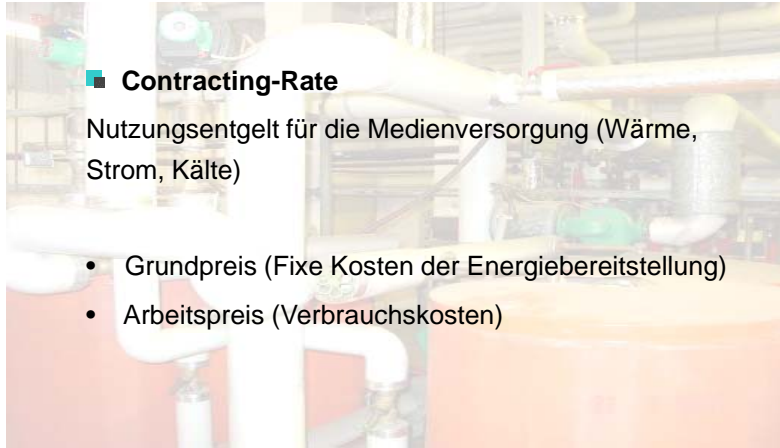 Contracting-Rate
Nutzungsentgelt für die Medienversorgung (Wärme,
Strom, Kälte)
• Grundpreis (Fixe Kosten der Energiebereitstellung)
• Arbeitspreis (Verbrauchskosten)